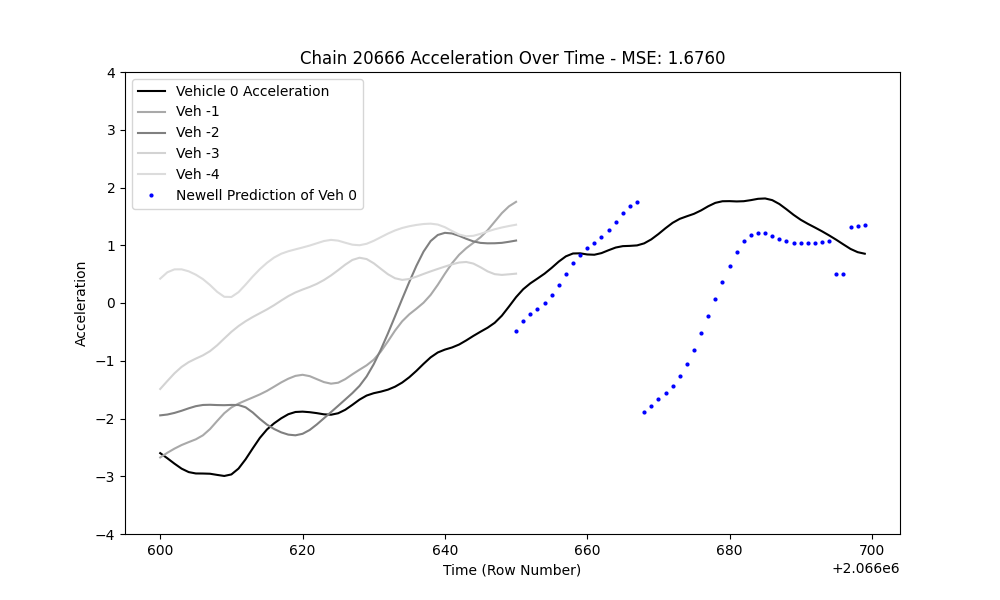 Chain 20666 Acceleration Over Time - MSE: 1.6760
Vehicle 0 Acceleration
Veh -1
Veh -2
Veh -3
Veh -4
Newell Prediction of Veh 0
Acceleration
4
3
2
1
0
−1
−2
−3
−4
600
620
640
660
680
700
+2.066e6
Time (Row Number)